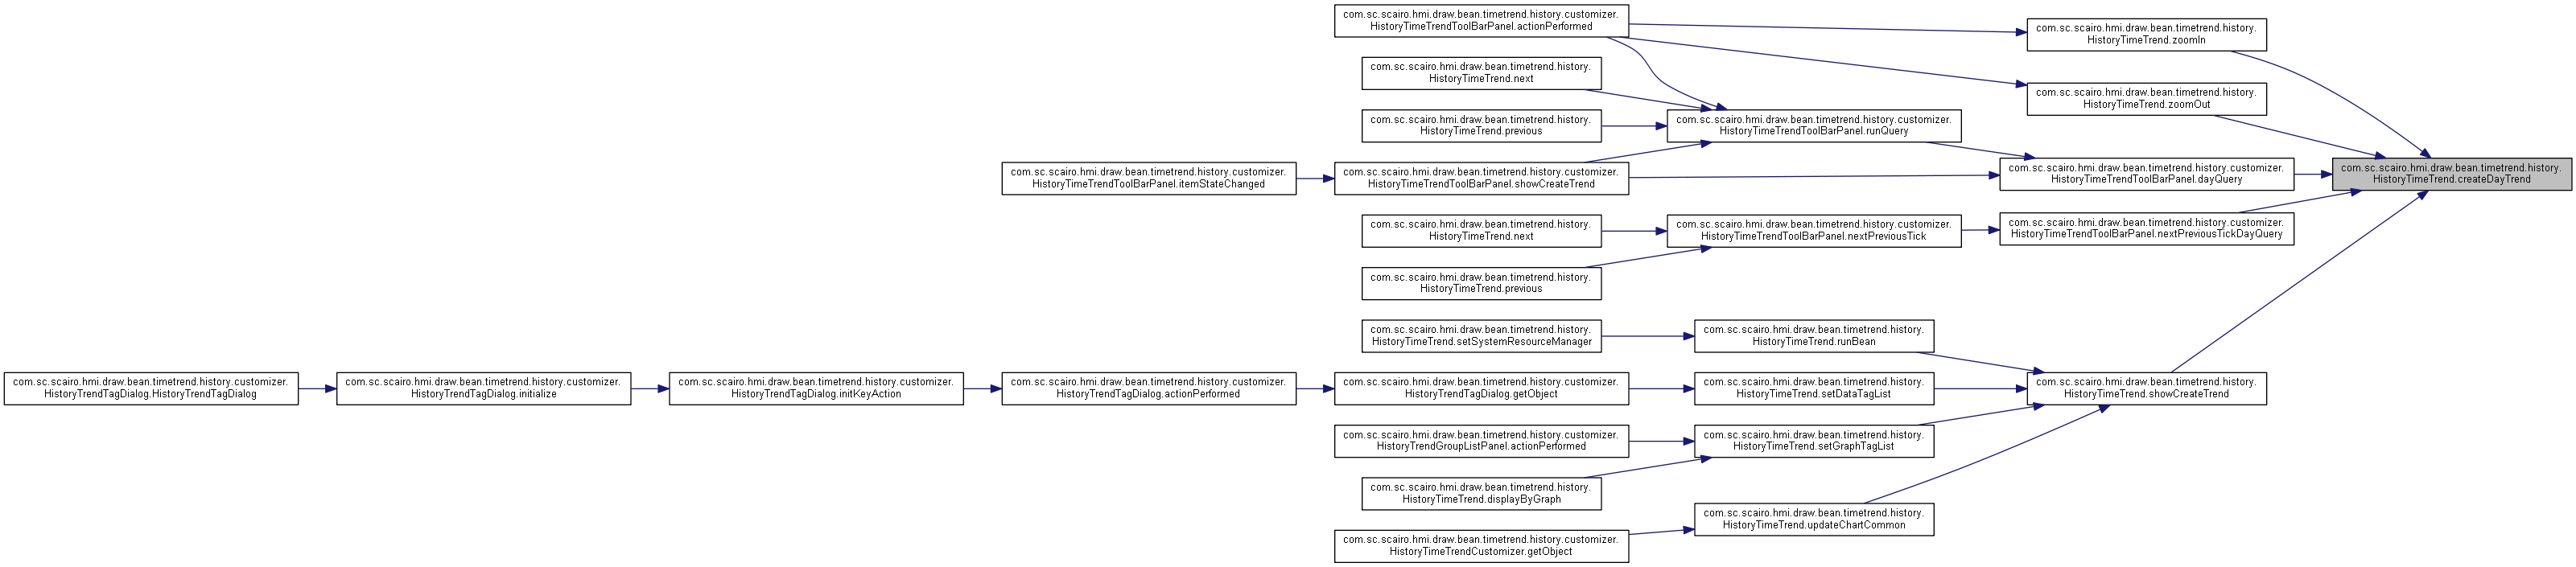 com.sc.scairo.hmi.draw.bean.timetrend.history.customizer.
HistoryTimeTrendToolBarPanel.actionPerformed
com.sc.scairo.hmi.draw.bean.timetrend.history.
HistoryTimeTrend.zoomIn
com.sc.scairo.hmi.draw.bean.timetrend.history.
HistoryTimeTrend.next
com.sc.scairo.hmi.draw.bean.timetrend.history.
HistoryTimeTrend.zoomOut
com.sc.scairo.hmi.draw.bean.timetrend.history.
HistoryTimeTrend.previous
com.sc.scairo.hmi.draw.bean.timetrend.history.customizer.
HistoryTimeTrendToolBarPanel.runQuery
com.sc.scairo.hmi.draw.bean.timetrend.history.customizer.
HistoryTimeTrendToolBarPanel.itemStateChanged
com.sc.scairo.hmi.draw.bean.timetrend.history.customizer.
HistoryTimeTrendToolBarPanel.showCreateTrend
com.sc.scairo.hmi.draw.bean.timetrend.history.customizer.
HistoryTimeTrendToolBarPanel.dayQuery
com.sc.scairo.hmi.draw.bean.timetrend.history.
HistoryTimeTrend.createDayTrend
com.sc.scairo.hmi.draw.bean.timetrend.history.
HistoryTimeTrend.next
com.sc.scairo.hmi.draw.bean.timetrend.history.customizer.
HistoryTimeTrendToolBarPanel.nextPreviousTick
com.sc.scairo.hmi.draw.bean.timetrend.history.customizer.
HistoryTimeTrendToolBarPanel.nextPreviousTickDayQuery
com.sc.scairo.hmi.draw.bean.timetrend.history.
HistoryTimeTrend.previous
com.sc.scairo.hmi.draw.bean.timetrend.history.
HistoryTimeTrend.setSystemResourceManager
com.sc.scairo.hmi.draw.bean.timetrend.history.
HistoryTimeTrend.runBean
com.sc.scairo.hmi.draw.bean.timetrend.history.customizer.
HistoryTrendTagDialog.HistoryTrendTagDialog
com.sc.scairo.hmi.draw.bean.timetrend.history.customizer.
HistoryTrendTagDialog.initialize
com.sc.scairo.hmi.draw.bean.timetrend.history.customizer.
HistoryTrendTagDialog.initKeyAction
com.sc.scairo.hmi.draw.bean.timetrend.history.customizer.
HistoryTrendTagDialog.actionPerformed
com.sc.scairo.hmi.draw.bean.timetrend.history.customizer.
HistoryTrendTagDialog.getObject
com.sc.scairo.hmi.draw.bean.timetrend.history.
HistoryTimeTrend.setDataTagList
com.sc.scairo.hmi.draw.bean.timetrend.history.
HistoryTimeTrend.showCreateTrend
com.sc.scairo.hmi.draw.bean.timetrend.history.customizer.
HistoryTrendGroupListPanel.actionPerformed
com.sc.scairo.hmi.draw.bean.timetrend.history.
HistoryTimeTrend.setGraphTagList
com.sc.scairo.hmi.draw.bean.timetrend.history.
HistoryTimeTrend.displayByGraph
com.sc.scairo.hmi.draw.bean.timetrend.history.
HistoryTimeTrend.updateChartCommon
com.sc.scairo.hmi.draw.bean.timetrend.history.customizer.
HistoryTimeTrendCustomizer.getObject